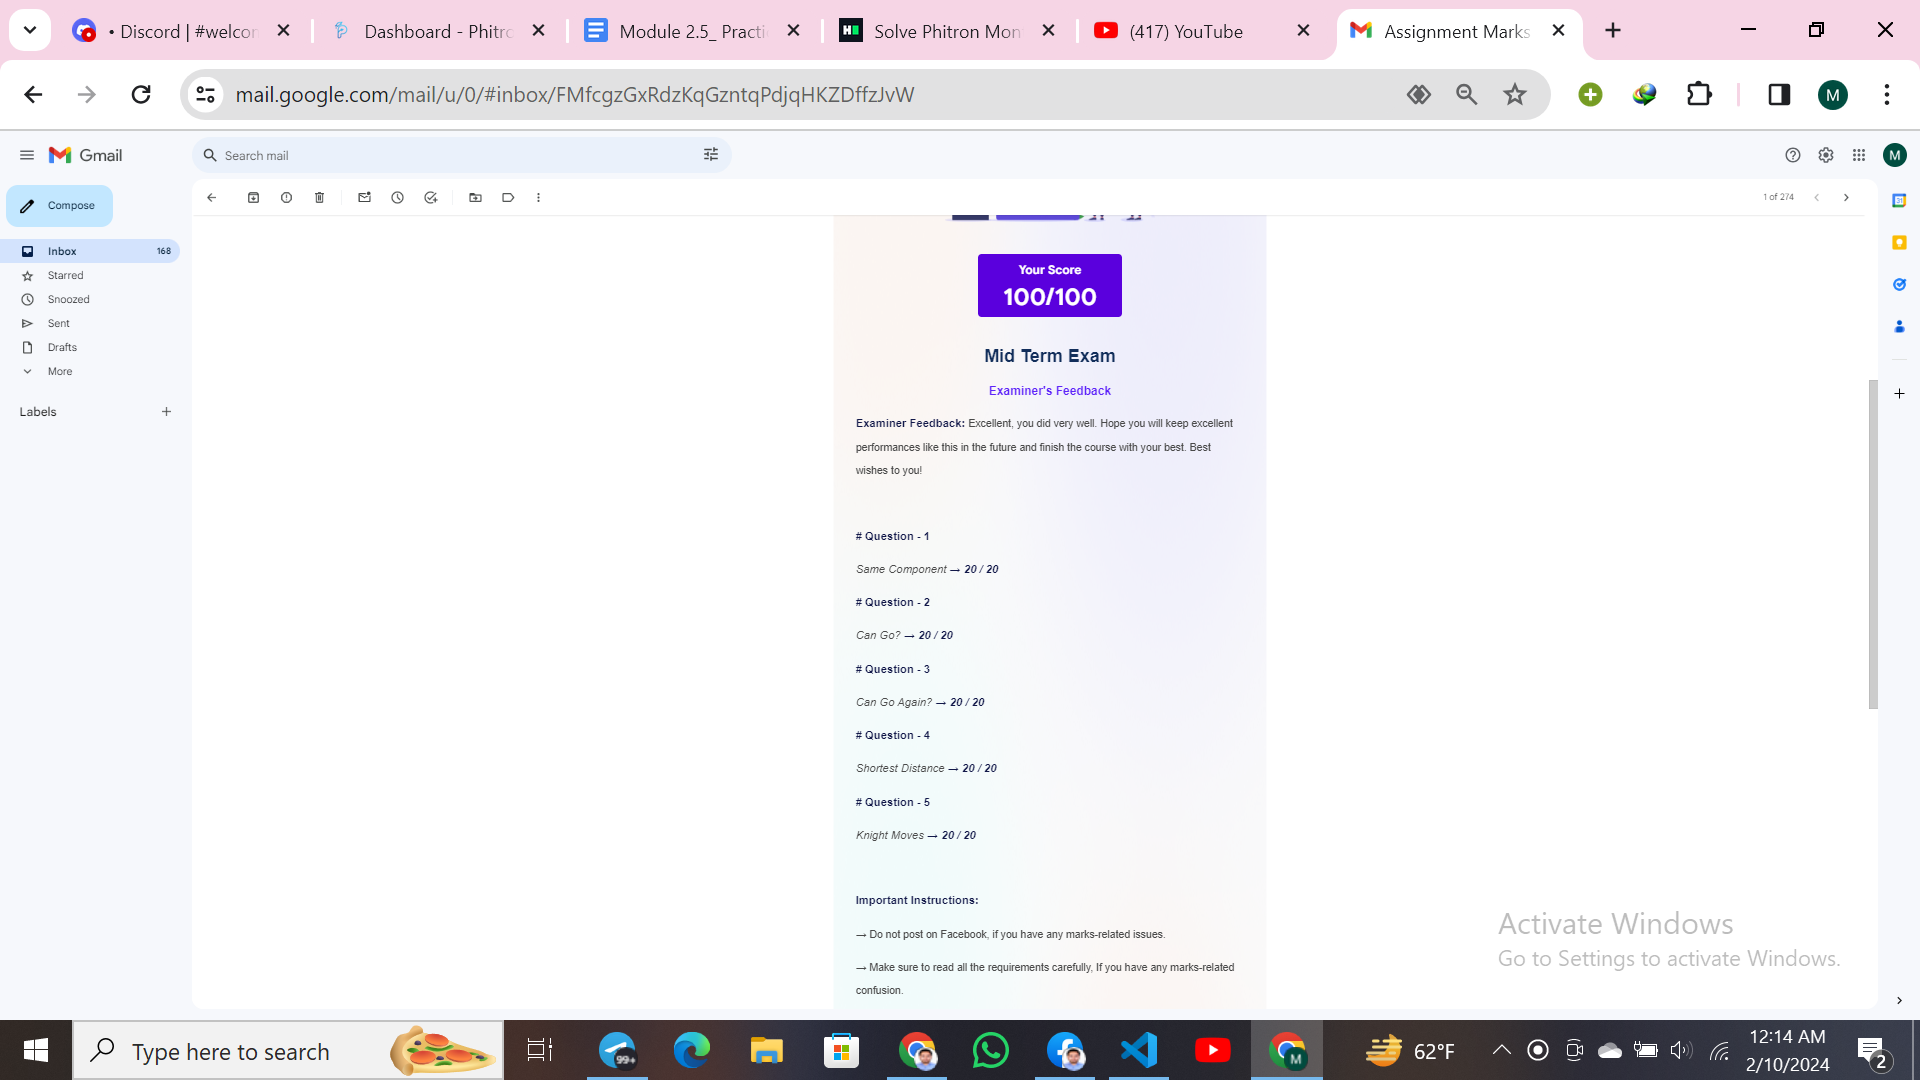 • Discord | #welcon
Dashboard - Phitro
Module 2.5_ Practi
Solve Phitron Mon
(417) YouTube
Assignment Marks
mail.google.com/mail/u/0/#inbox/FMfcgzGxRdzKqGzntqPdjqHKZDffzJvW
M
Gmail
Search mail
M
Compose
1 of 274
Inbox 168
Starred
Snoozed
Sent
Drafts
More
Labels
Your Score
100/100
Mid Term Exam
Examiner's Feedback
Examiner Feedback: Excellent, you did very well. Hope you will keep excellent
performances like this in the future and finish the course with your best. Best
wishes to you!
# Question - 1
Same Component → 20 / 20
# Question - 2
Can Go? → 20 / 20
# Question - 3
Can Go Again? → 20 / 20
# Question - 4
Shortest Distance → 20 / 20
# Question - 5
Knight Moves → 20 / 20
Important Instructions:
→ Do not post on Facebook, if you have any marks-related issues.
→ Make sure to read all the requirements carefully, If you have any marks-related
confusion.
Activate Windows
Go to Settings to activate Windows.
Type here to search
99+
M
62°F
12:14 AM
2/10/2024
2